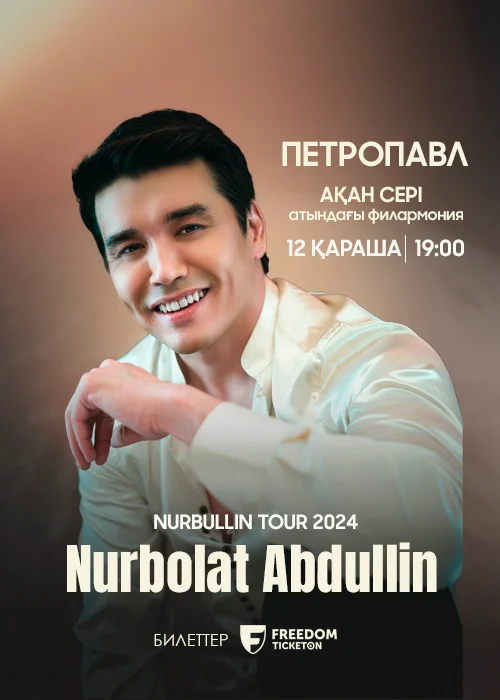 ПЕТРОПАВЛ
АҚАН СЕРІ
атындағы филармония
12 ҚАРАША | 19:00
NURBULLIN TOUR 2024
Nurbolat Abdullin
БИЛЕТТЕР
FREEDOM
TICKETON